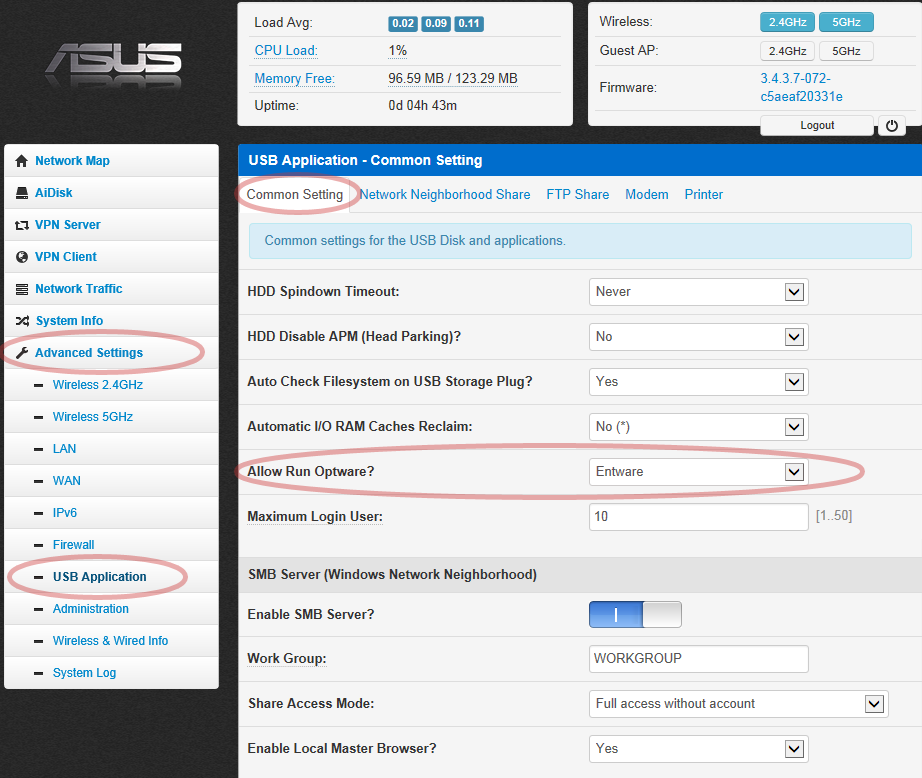 ASUS
Load Avg: 0.02 0.09 0.11
CPU Load: 1%
Memory Free: 96.59 MB / 123.29 MB
Uptime: 0d 04h 43m
Wireless: 2.4GHz 5GHz
Guest AP: 2.4GHz 5GHz
Firmware: 3.4.3.7-072-
c5aeaf20331e
Logout
Network Map
AiDisk
VPN Server
VPN Client
Network Traffic
System Info
Advanced Settings
Wireless 2.4GHz
Wireless 5GHz
LAN
WAN
IPv6
Firewall
USB Application
Administration
Wireless & Wired Info
System Log
USB Application - Common Setting
Common Setting Network Neighborhood Share FTP Share Modem Printer
Common settings for the USB Disk and applications.
HDD Spindown Timeout: Never
HDD Disable APM (Head Parking)? No
Auto Check Filesystem on USB Storage Plug? Yes
Automatic I/O RAM Caches Reclaim: No (*)
Allow Run Optware? Entware
Maximum Login User: 10 [1..50]
SMB Server (Windows Network Neighborhood)
Enable SMB Server?
Work Group: WORKGROUP
Share Access Mode: Full access without account
Enable Local Master Browser? Yes